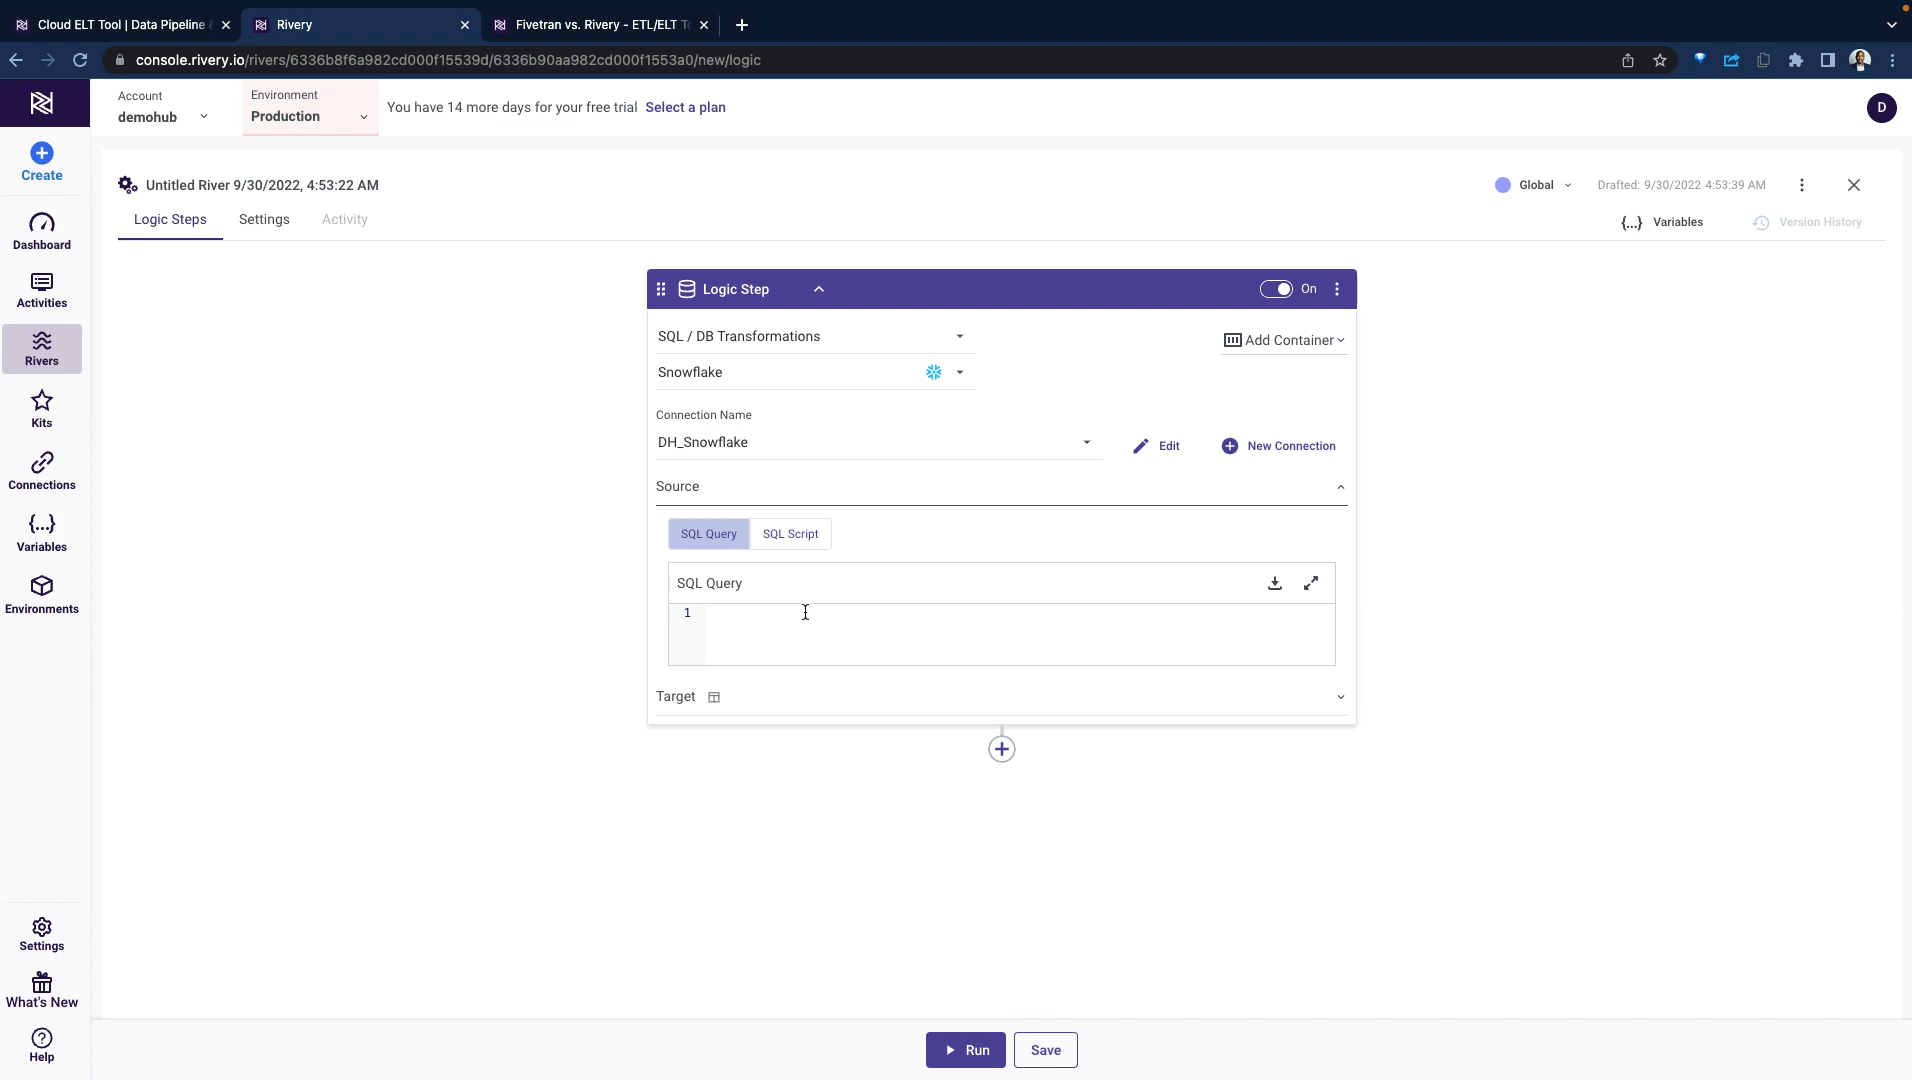 Cloud ELT Tool | Data Pipeline
Rivery
Fivetran vs. Rivery - ETL/ELT T
console.rivery.io/rivers/6336b8f6a982cd000f15539d/6336b90aa982cd000f1553a0/new/logic
Account
demohub
Environment
Production
You have 14 more days for your free trial Select a plan
D
Create
Dashboard
Activities
Rivers
Kits
Connections
{...}
Variables
Environments
Settings
What's New
Help
Untitled River 9/30/2022, 4:53:22 AM
Global
Drafted: 9/30/2022 4:53:39 AM
Logic Steps
Settings
Activity
{...} Variables
Version History
Logic Step
On
SQL / DB Transformations
Add Container
Snowflake
Connection Name
DH_Snowflake
Edit
New Connection
Source
SQL Query
SQL Script
SQL Query
1
Target
Run
Save